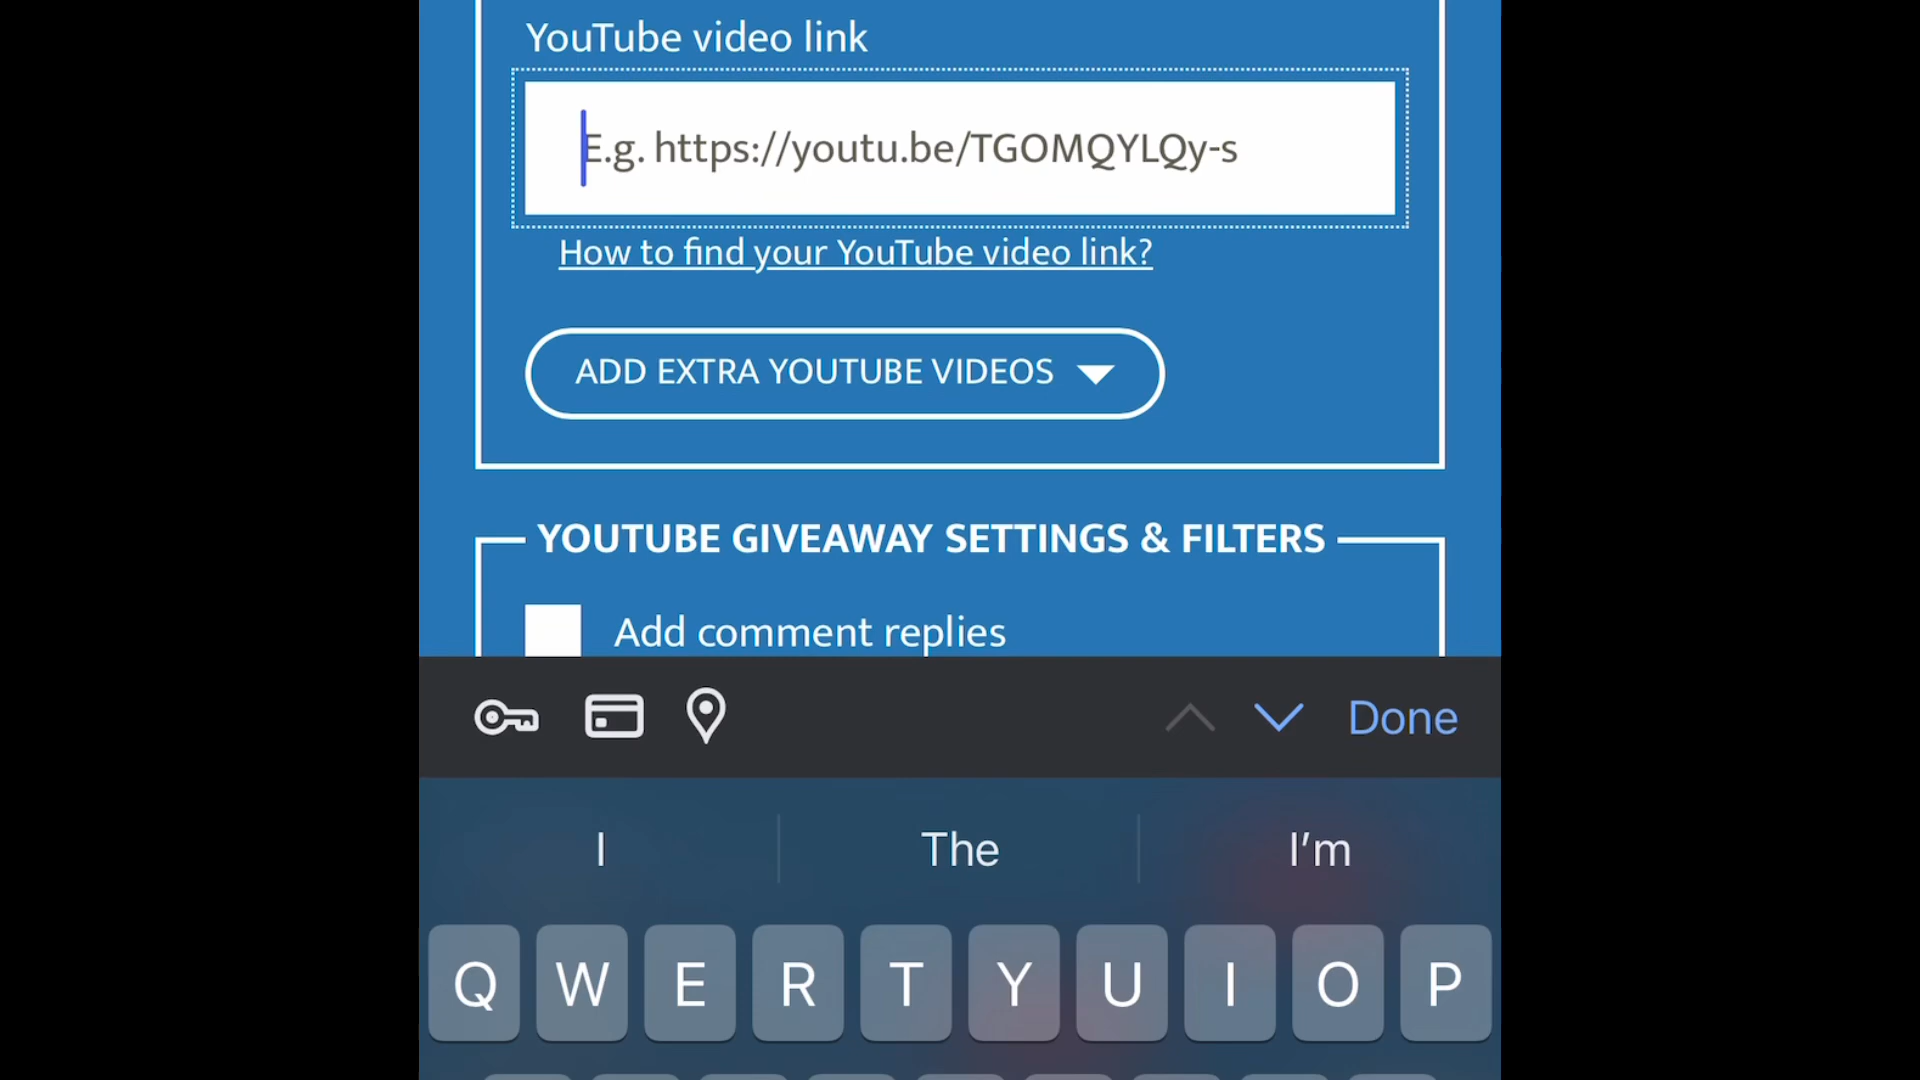 YouTube video link
E.g. https://youtu.be/TGOMQYLQy-s
How to find your YouTube video link?
ADD EXTRA YOUTUBE VIDEOS
YOUTUBE GIVEAWAY SETTINGS & FILTERS
Add comment replies
Done
I The I'm
Q W E R T Y U I O P